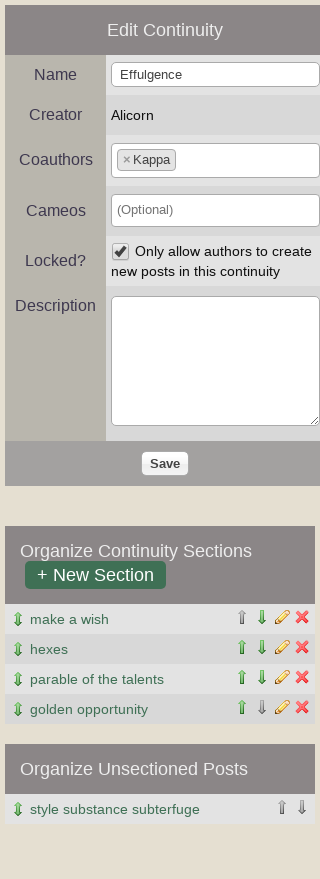 Edit Continuity
Name
Effulgence
Creator
Alicorn
Coauthors
×Kappa
Cameos
(Optional)
Locked?
Only allow authors to create
new posts in this continuity
Description
Save
Organize Continuity Sections
+ New Section
make a wish
hexes
parable of the talents
golden opportunity
Organize Unsectioned Posts
style substance subterfuge